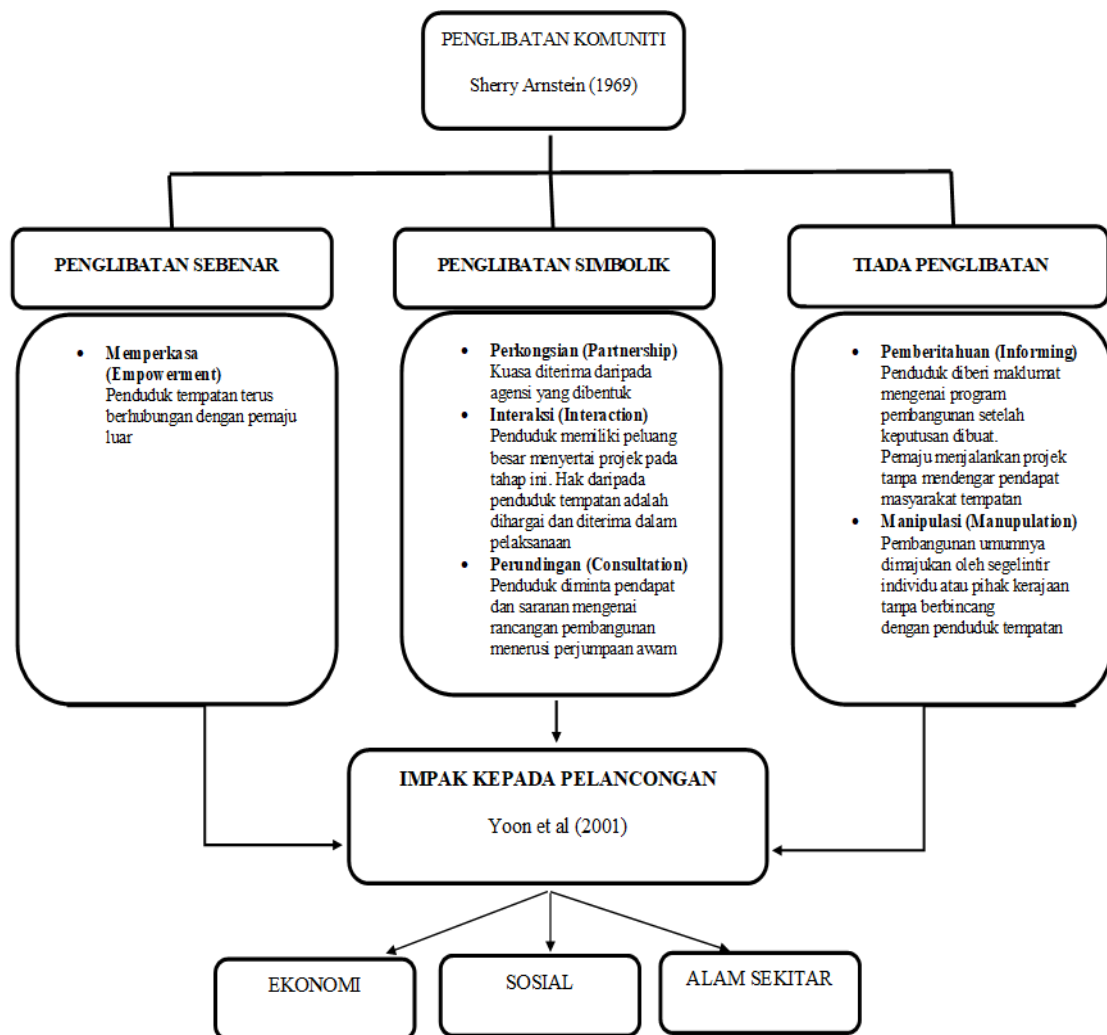 PENGLIBATAN KOMUNITI
Sherry Arnstein (1969)
PENGLIBATAN SEBENAR
• Memperkasa
(Empowerment)
Penduduk tempatan terus
berhubungan dengan pemaju
luar
PENGLIBATAN SIMBOLIK
• Perkongsian (Partnership)
Kuasa diterima daripada
agensi yang dibentuk
• Interaksi (Interaction)
Penduduk memiliki peluang
besar menyertai projek pada
tahap ini. Hak daripada
penduduk tempatan adalah
dihargai dan diterima dalam
pelaksanaan
• Perundingan (Consultation)
Penduduk diminta pendapat
dan saranan mengenai
rancangan pembangunan
menerusi perjumpaan awam
TIADA PENGLIBATAN
• Pemberitahuan (Informing)
Penduduk diberi maklumat
mengenai program
pembangunan setelah
keputusan dibuat.
Pemaju menjalankan projek
tanpa mendengar pendapat
masyarakat tempatan
• Manipulasi (Manupulation)
Pembangunan umumnya
dimajukan oleh segelintir
individu atau pihak kerajaan
tanpa berbincang
dengan penduduk tempatan
IMPAK KEPADA PELANCONGAN
Yoon et al (2001)
EKONOMI
SOSIAL
ALAM SEKITAR